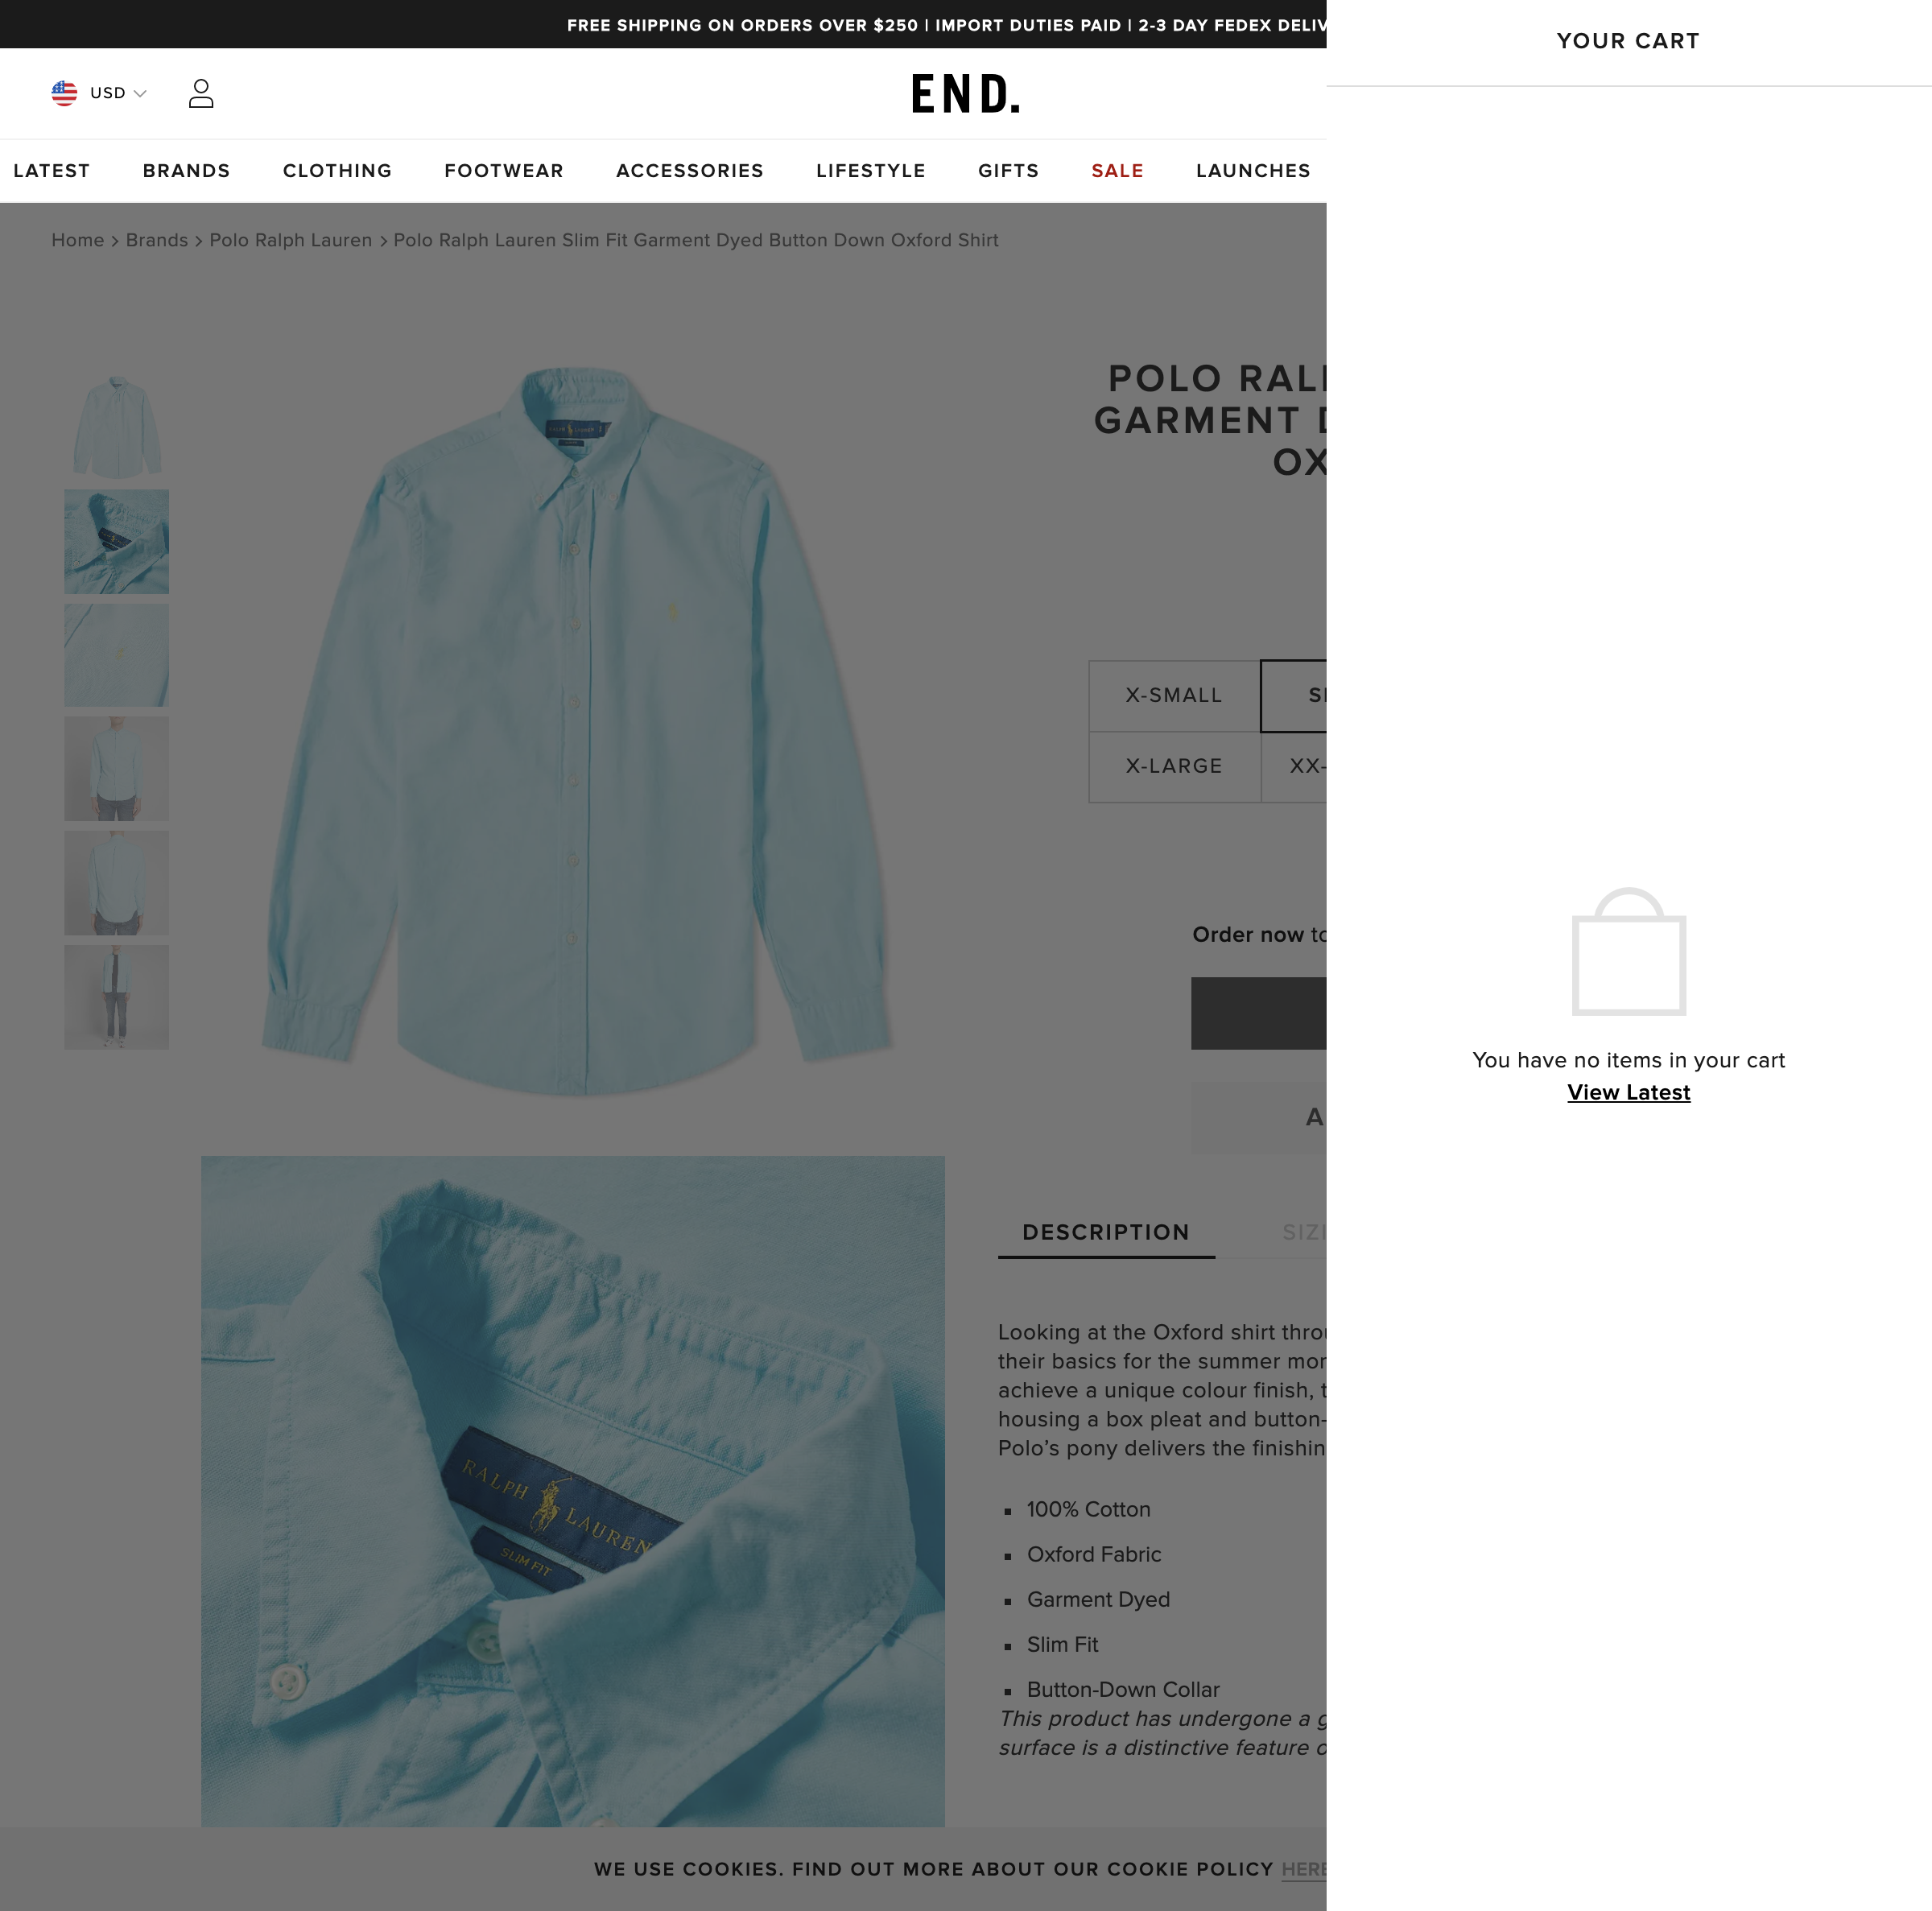 FREE SHIPPING ON ORDERS OVER $250 | IMPORT DUTIES PAID | 2-3 DAY FEDEX DELIV
YOUR CART
USD
END.
LATEST BRANDS CLOTHING FOOTWEAR ACCESSORIES LIFESTYLE GIFTS SALE LAUNCHES
Home > Brands > Polo Ralph Lauren > Polo Ralph Lauren Slim Fit Garment Dyed Button Down Oxford Shirt
POLO RAL
GARMENT
OX
X-SMALL
X-LARGE XX-
Order now to
A
You have no items in your cart
View Latest
DESCRIPTION SIZI
Looking at the Oxford shirt throu
their basics for the summer mor
achieve a unique colour finish, t
housing a box pleat and button-
Polo’s pony delivers the finishin
▪ 100% Cotton
▪ Oxford Fabric
▪ Garment Dyed
▪ Slim Fit
▪ Button-Down Collar
This product has undergone a g
surface is a distinctive feature o
RALPH LAUREN
SLIM FIT
WE USE COOKIES. FIND OUT MORE ABOUT OUR COOKIE POLICY HERE